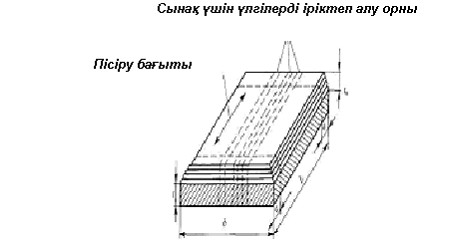 Сынақ үшін үлгілерді іріктеп алу орны
Пісіру бағыты
b